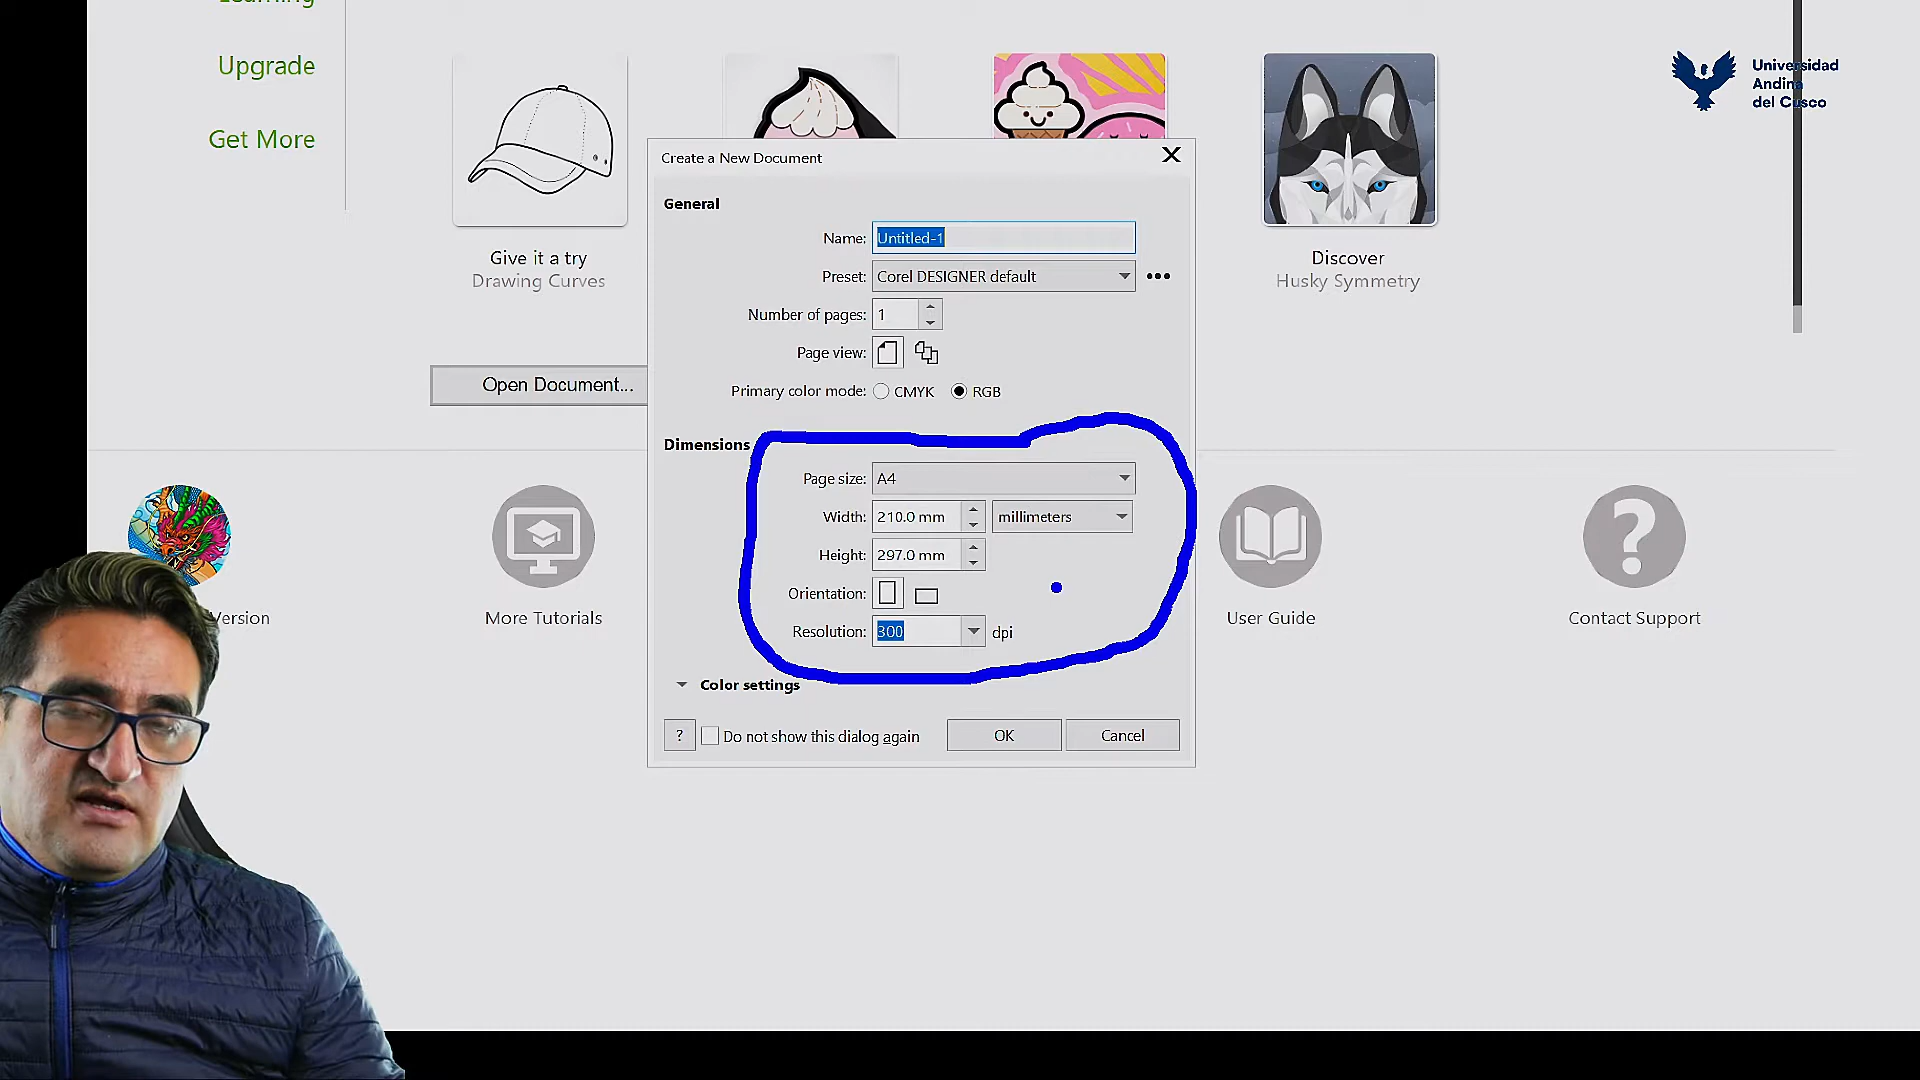 Learning
Upgrade
Get More
Universidad
Andina
del Cusco
Give it a try
Drawing Curves
Discover
Husky Symmetry
Open Document...
Create a New Document
General
Name: Untitled-1
Preset: Corel DESIGNER default
Number of pages: 1
Page view:
Primary color mode: CMYK RGB
Dimensions
Page size: A4
Width: 210.0 mm millimeters
Height: 297.0 mm
Orientation:
Resolution: 300 dpi
Color settings
? Do not show this dialog again OK Cancel
Version
More Tutorials
User Guide
Contact Support